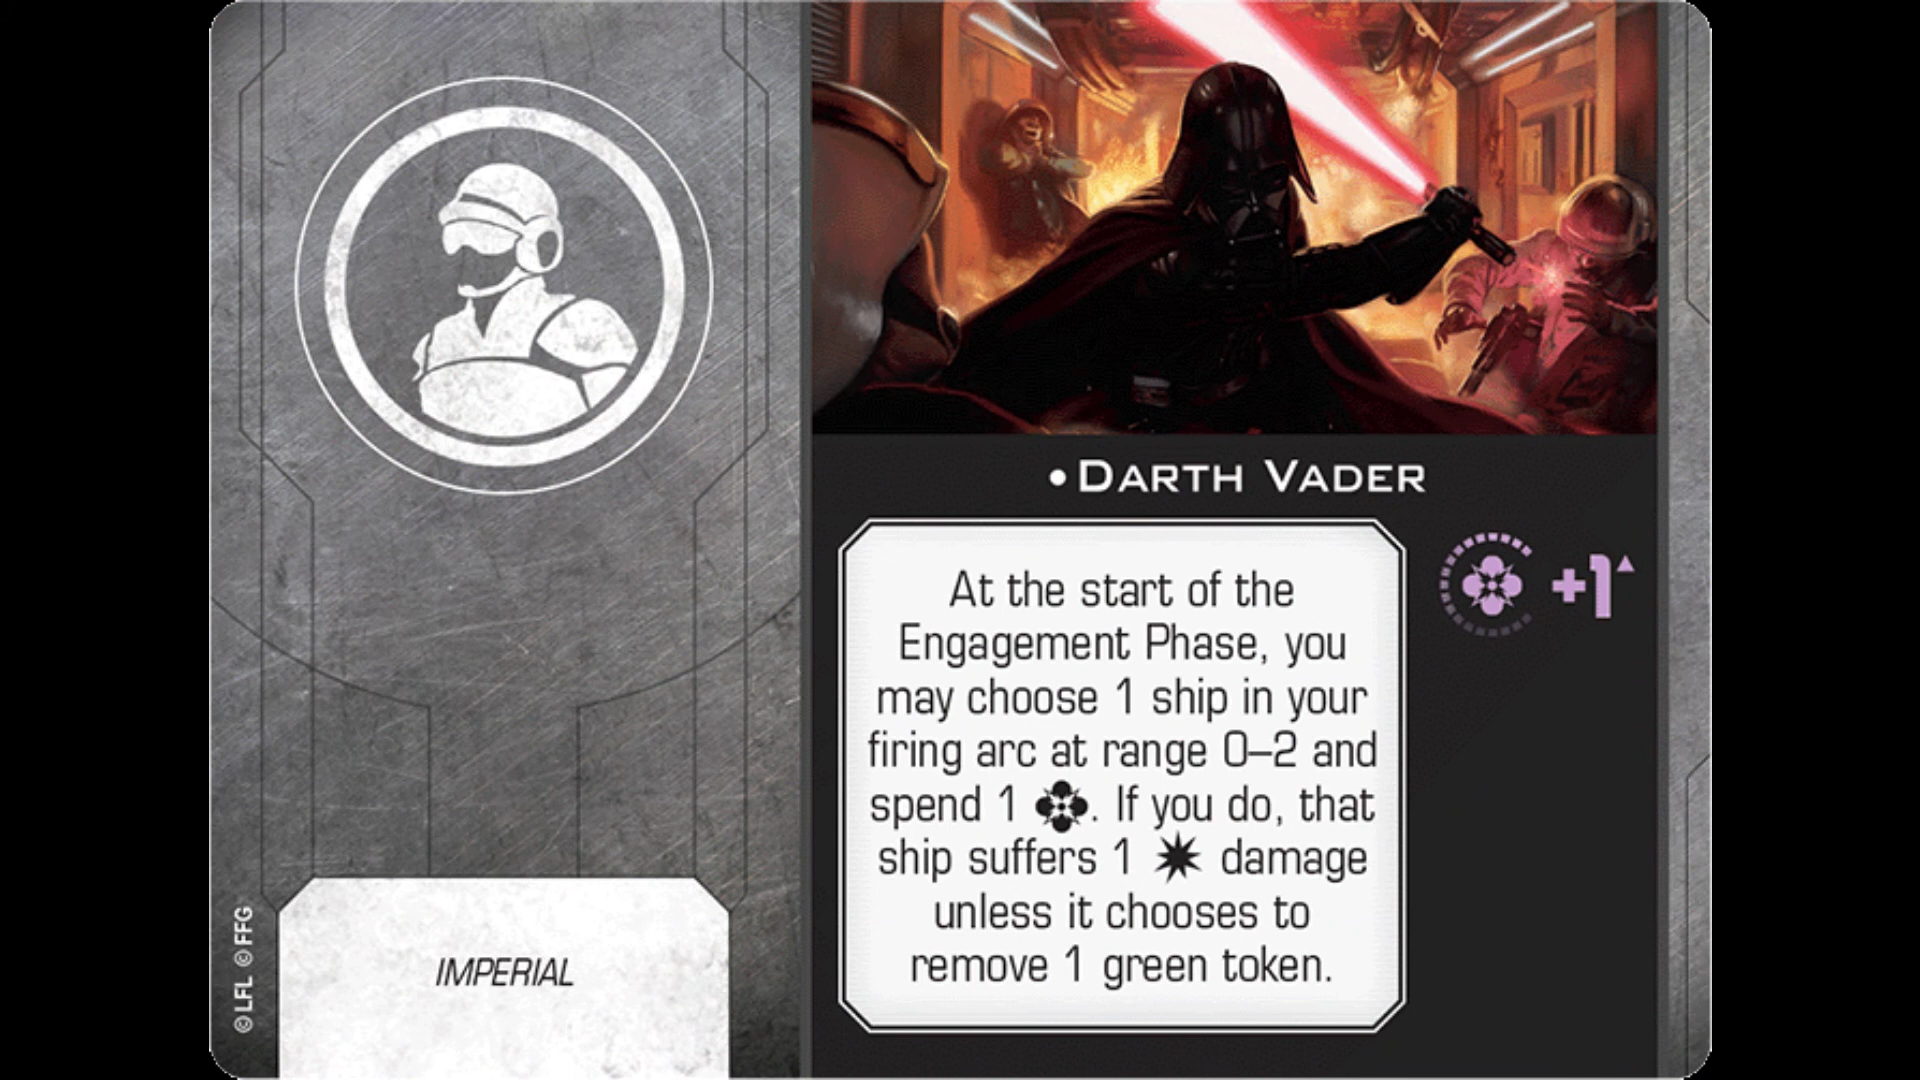 •DARTH VADER
At the start of the
Engagement Phase, you
may choose 1 ship in your
firing arc at range 0–2 and
spend 1 . If you do, that
ship suffers 1 damage
unless it chooses to
remove 1 green token.
+1
IMPERIAL
©LFL ©FFG